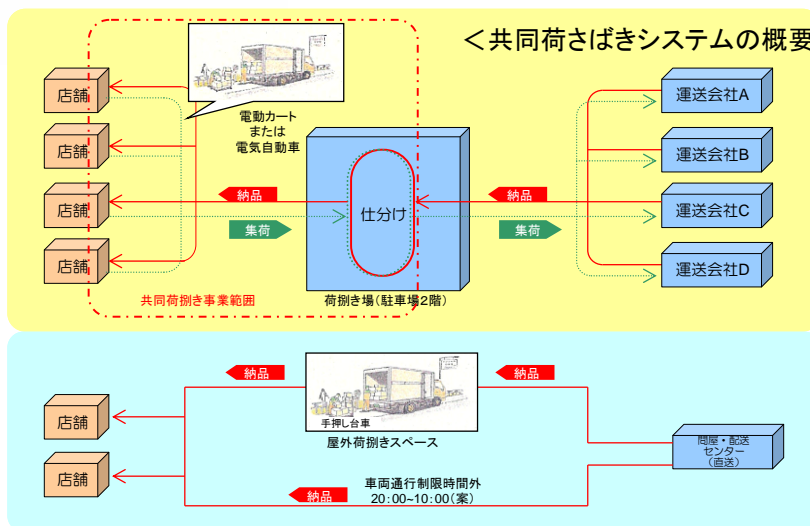 ＜共同荷さばきシステムの概要
店舗
店舗
店舗
店舗
電動カート
または
電気自動車
納品
集荷
仕分け
納品
集荷
運送会社A
運送会社B
運送会社C
運送会社D
共同荷捌き事業範囲
荷捌き場（駐車場２階）
店舗
店舗
納品
手押し台車
屋外荷捌きスペース
納品
問屋・配送
センター
（直送）
納品
車両通行制限時間外
20:00~10:00（案）